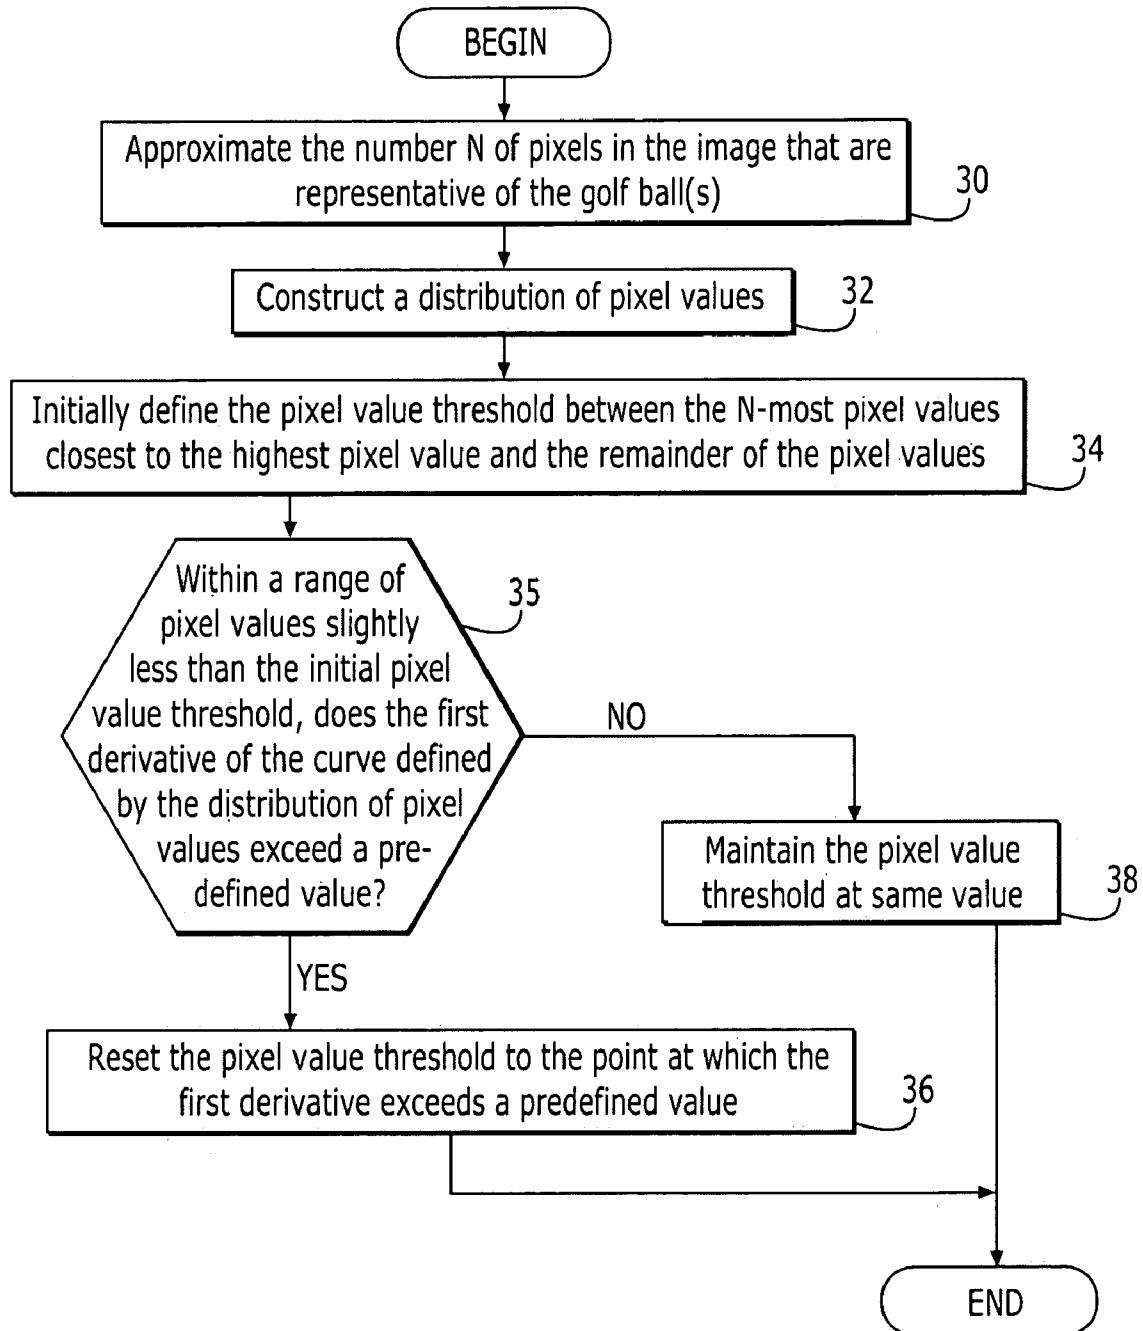 BEGIN
Approximate the number N of pixels in the image that are
representative of the golf ball(s)
30
Construct a distribution of pixel values
32
Initially define the pixel value threshold between the N-most pixel values
closest to the highest pixel value and the remainder of the pixel values
34
Within a range of
pixel values slightly
less than the initial pixel
value threshold, does the first
derivative of the curve defined
by the distribution of pixel
values exceed a pre-
defined value?
35
NO
Maintain the pixel value
threshold at same value
38
YES
Reset the pixel value threshold to the point at which the
first derivative exceeds a predefined value
36
END